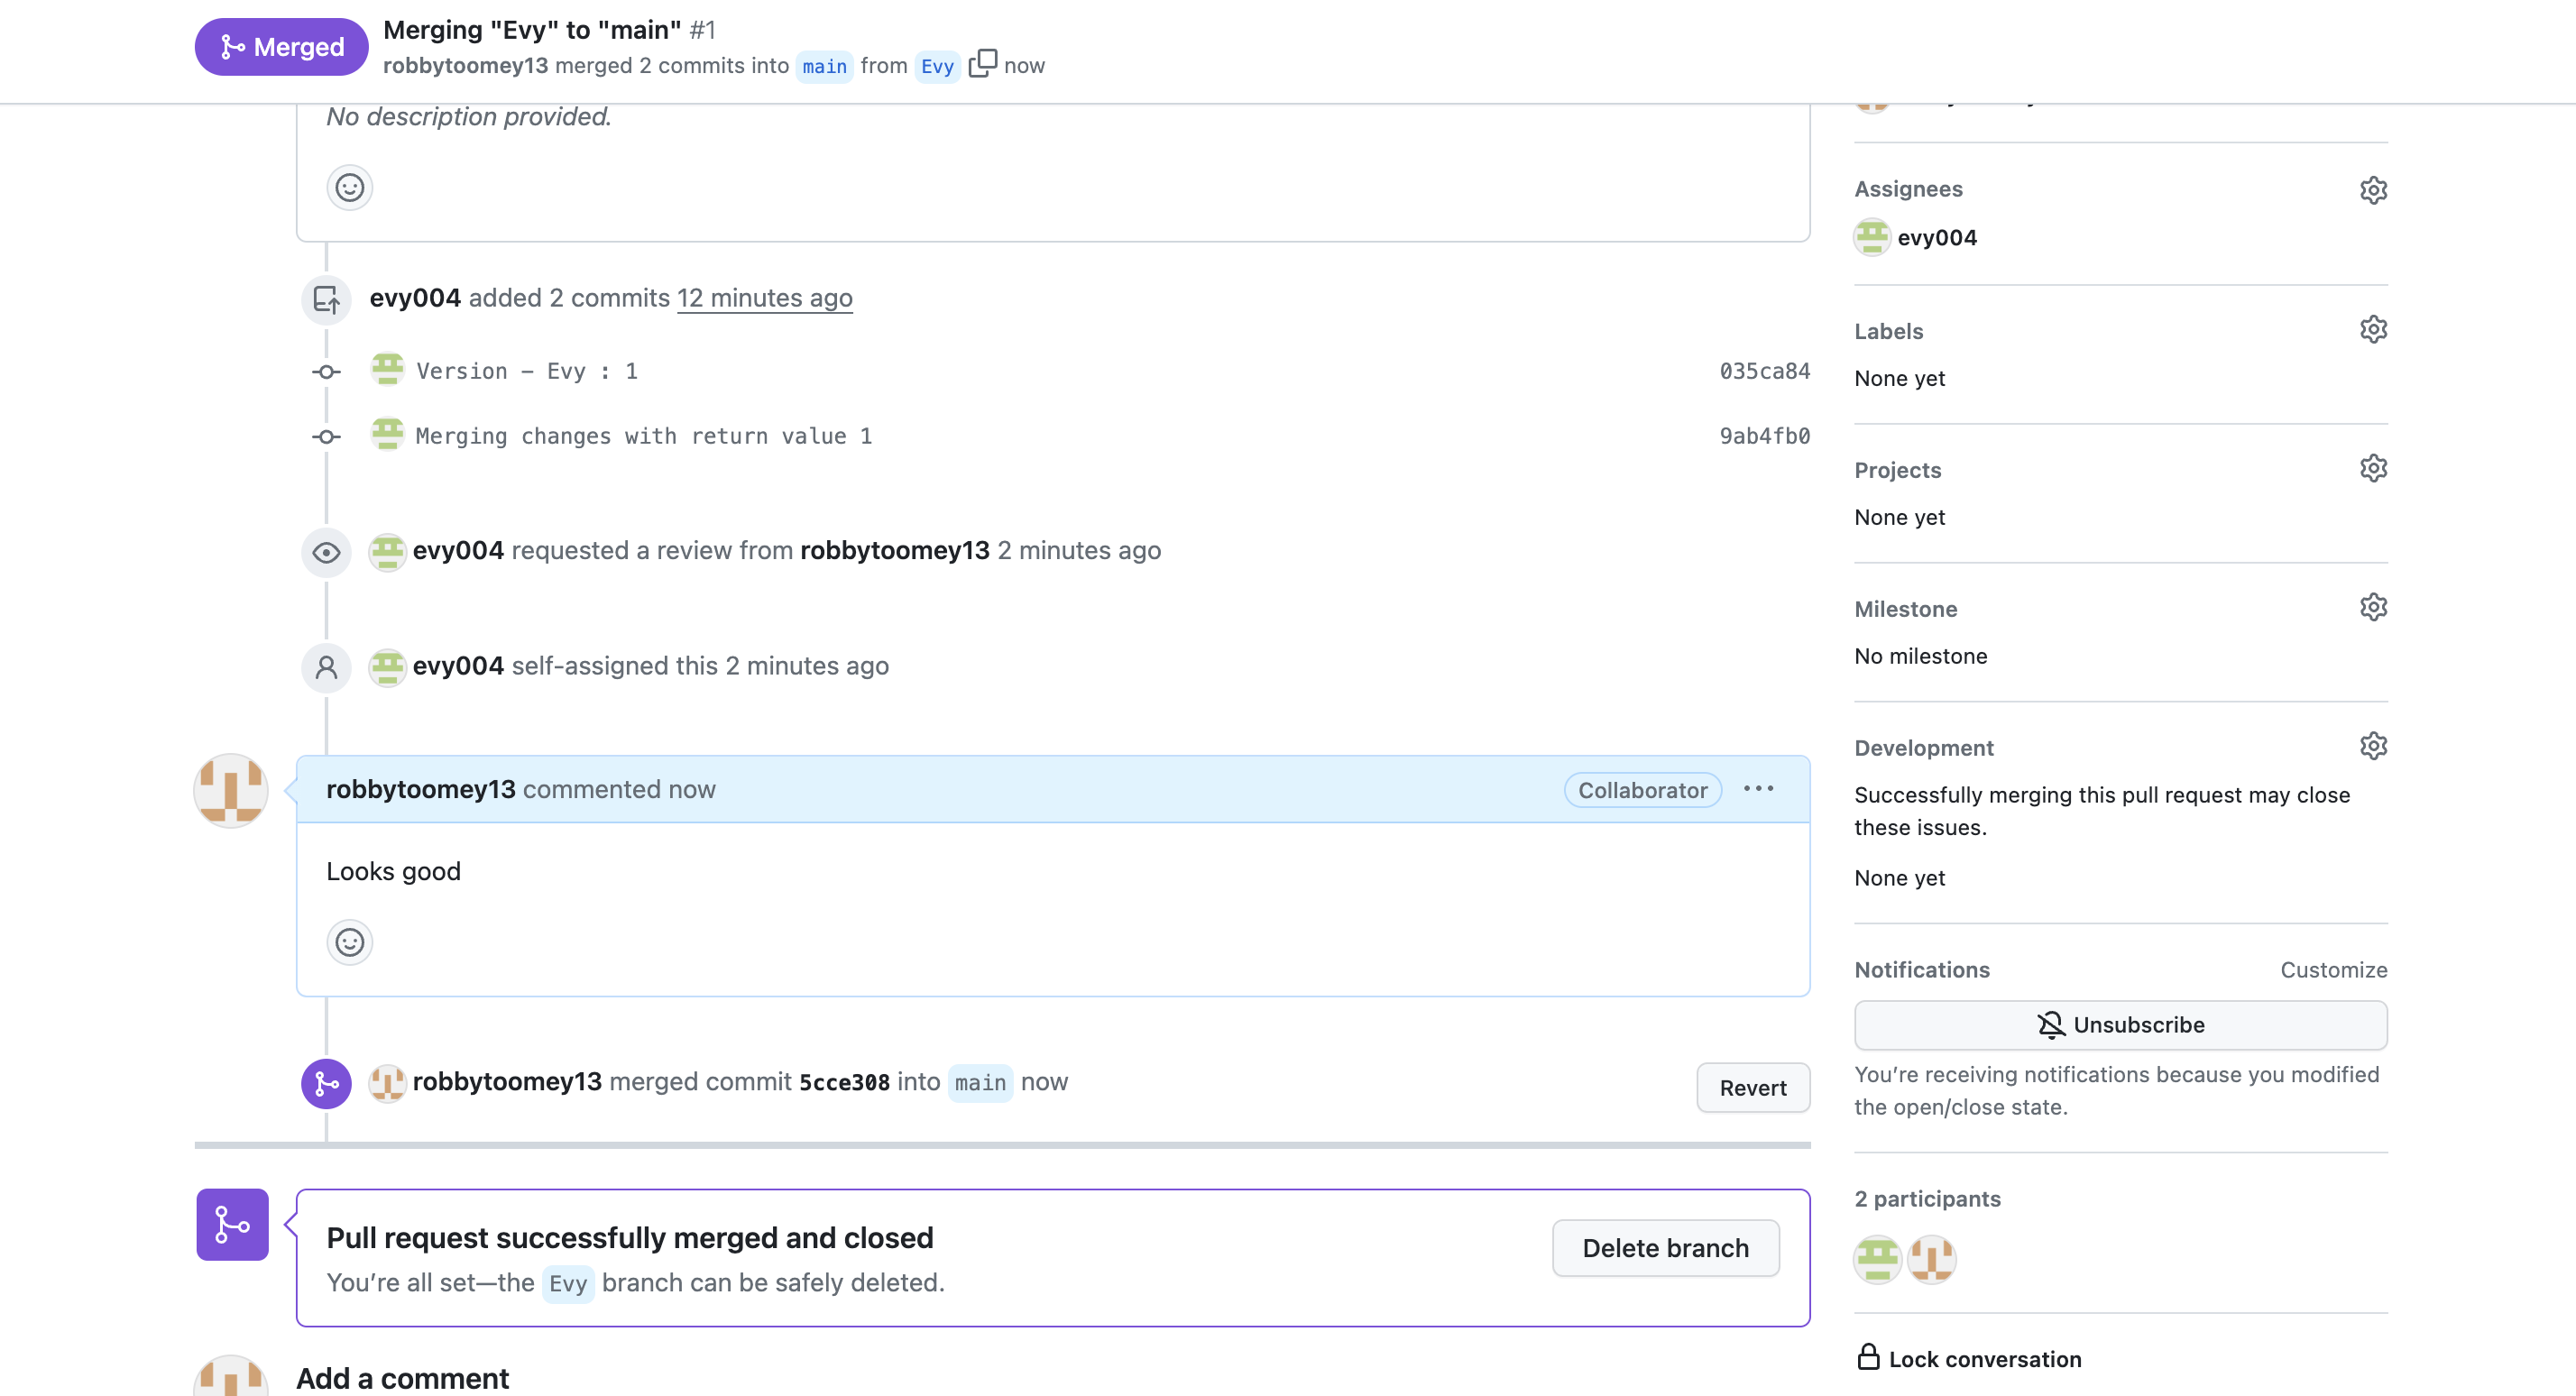 Merged
Merging "Evy" to "main" #1
robbytoomey13 merged 2 commits into main from Evy now
No description provided.
evy004 added 2 commits 12 minutes ago
Version – Evy : 1 035ca84
Merging changes with return value 1 9ab4fb0
evy004 requested a review from robbytoomey13 2 minutes ago
evy004 self-assigned this 2 minutes ago
robbytoomey13 commented now Collaborator ...
Looks good
robbytoomey13 merged commit 5cce308 into main now Revert
Pull request successfully merged and closed
You’re all set—the Evy branch can be safely deleted.
Delete branch
Add a comment
Assignees
evy004
Labels
None yet
Projects
None yet
Milestone
No milestone
Development
Successfully merging this pull request may close
these issues.
None yet
Notifications Customize
Unsubscribe
You’re receiving notifications because you modified
the open/close state.
2 participants
Lock conversation